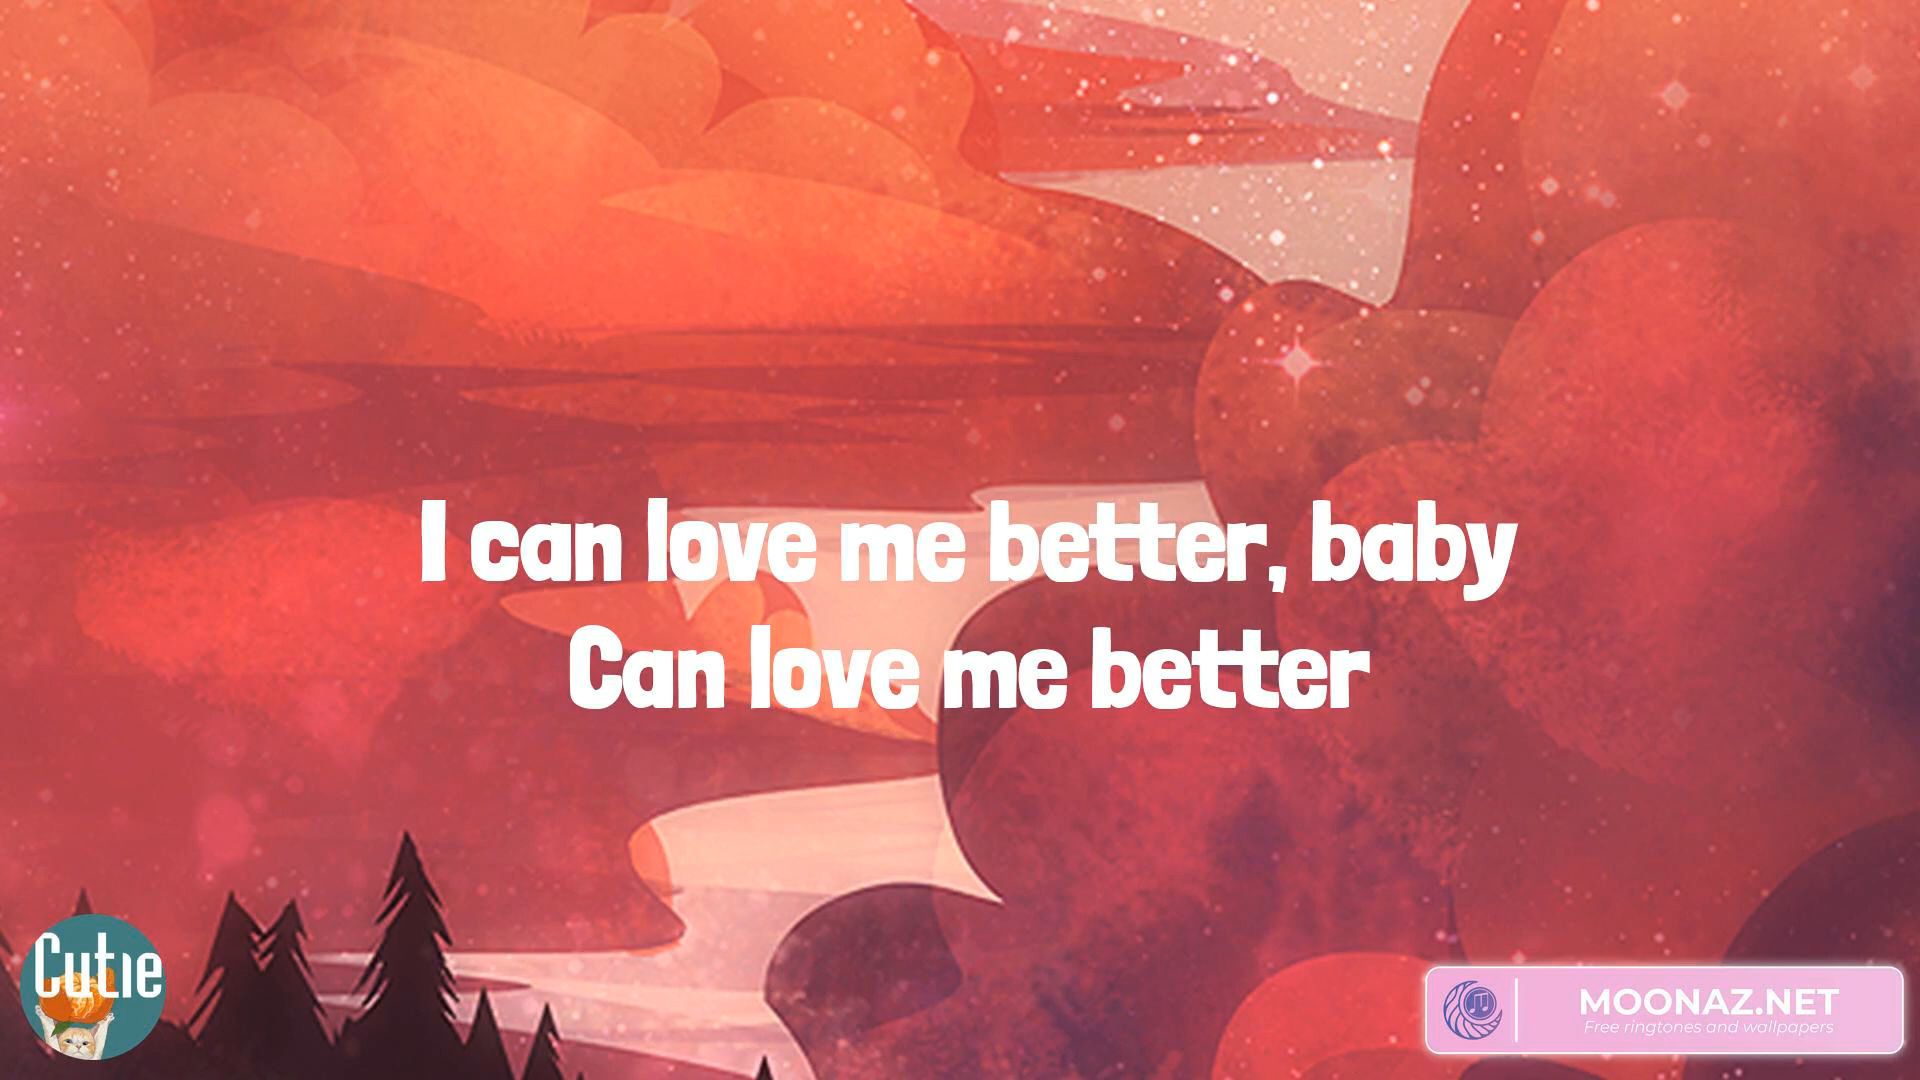 I can love me better, baby
Can love me better
Cutie
MOONAZ.NET
Free ringtones and wallpapers